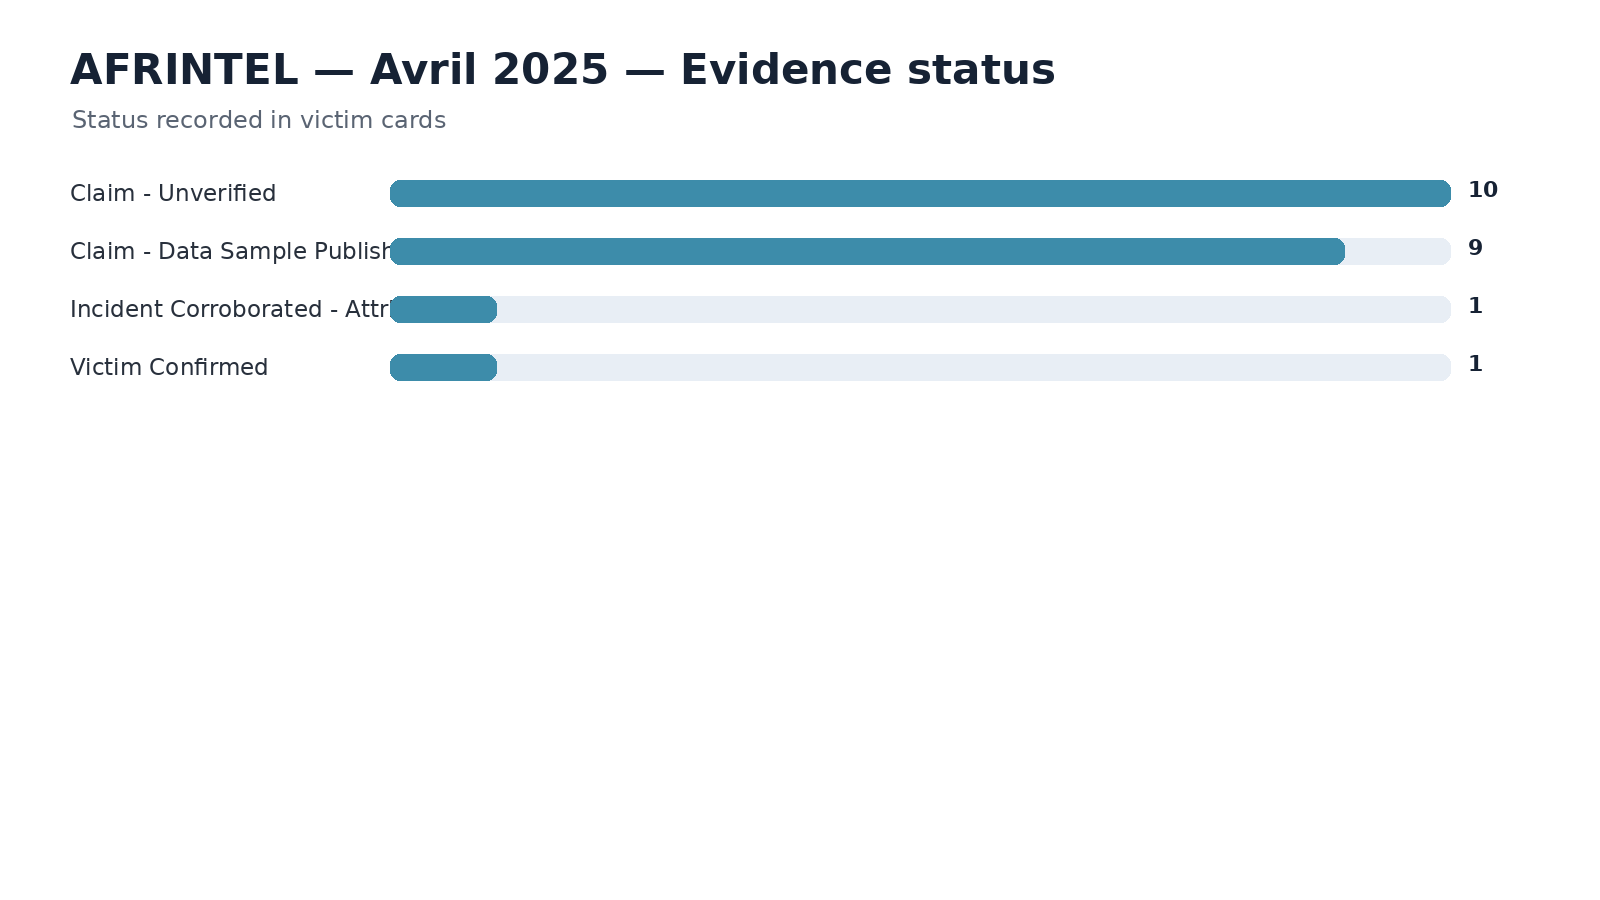 AFRINTEL — Avril 2025 — Evidence status
Status recorded in victim cards
Claim - Unverified 10
Claim - Data Sample Publish 9
Incident Corroborated - Attr 1
Victim Confirmed 1